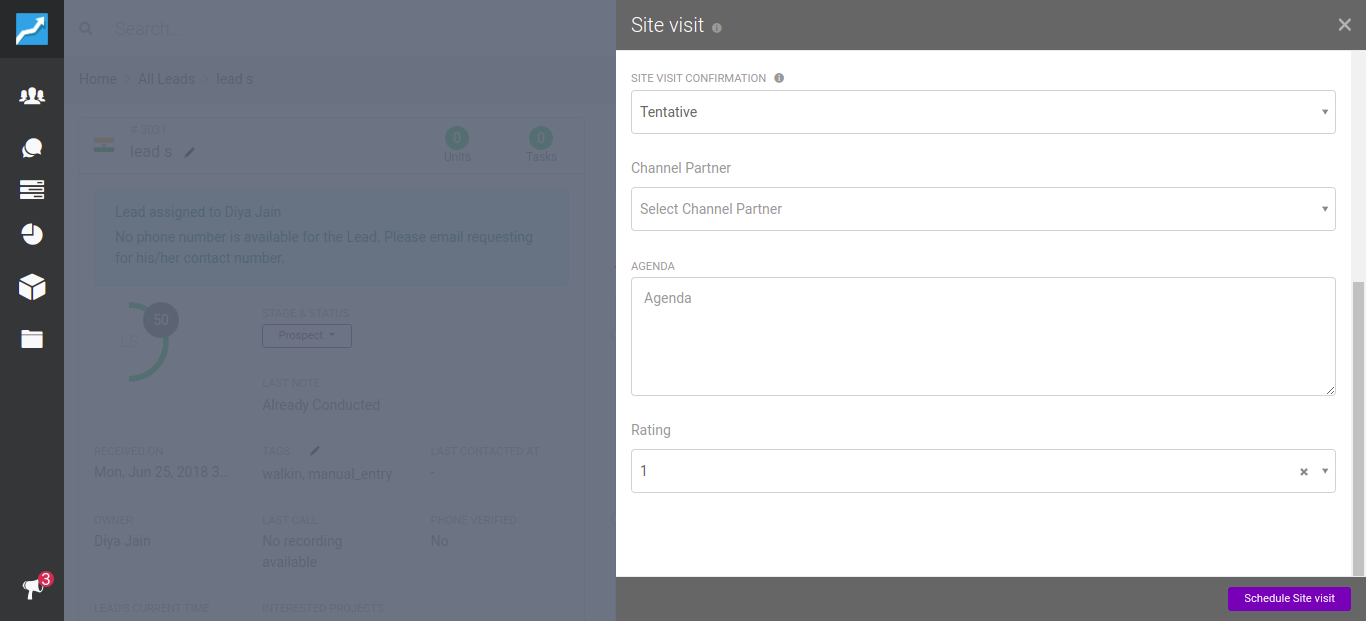 Search...
Site visit
Home > All Leads > lead s
SITE VISIT CONFIRMATION
Tentative
# 3031
lead s
0
Units
0
Tasks
Channel Partner
Select Channel Partner
Lead assigned to Diya Jain
No phone number is available for the Lead. Please email requesting
for his/her contact number.
AGENDA
Agenda
50
STAGE & STATUS
Prospect
LAST NOTE
Already Conducted
Rating
1
RECEIVED ON
TAGS
LAST CONTACTED AT
Mon, Jun 25, 2018 3...
walkin, manual_entry
-
OWNER
LAST CALL
PHONE VERIFIED
Diya Jain
No recording
available
No
3
LEAD'S CURRENT TIME
INTERESTED PROJECTS
Schedule Site visit